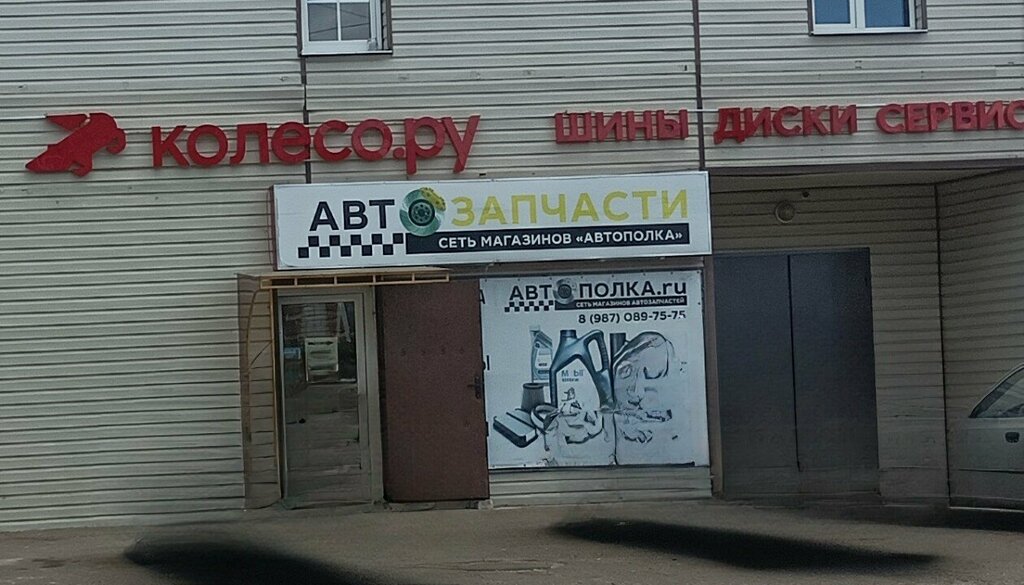 колесо.ру шины диски сервис
АВТОЗАПЧАСТИ
СЕТЬ МАГАЗИНОВ «АВТОПОЛКА»
АВТОПОЛКА.ru
СЕТЬ МАГАЗИНОВ АВТОЗАПЧАСТЕЙ
8 (987) 089-75-75